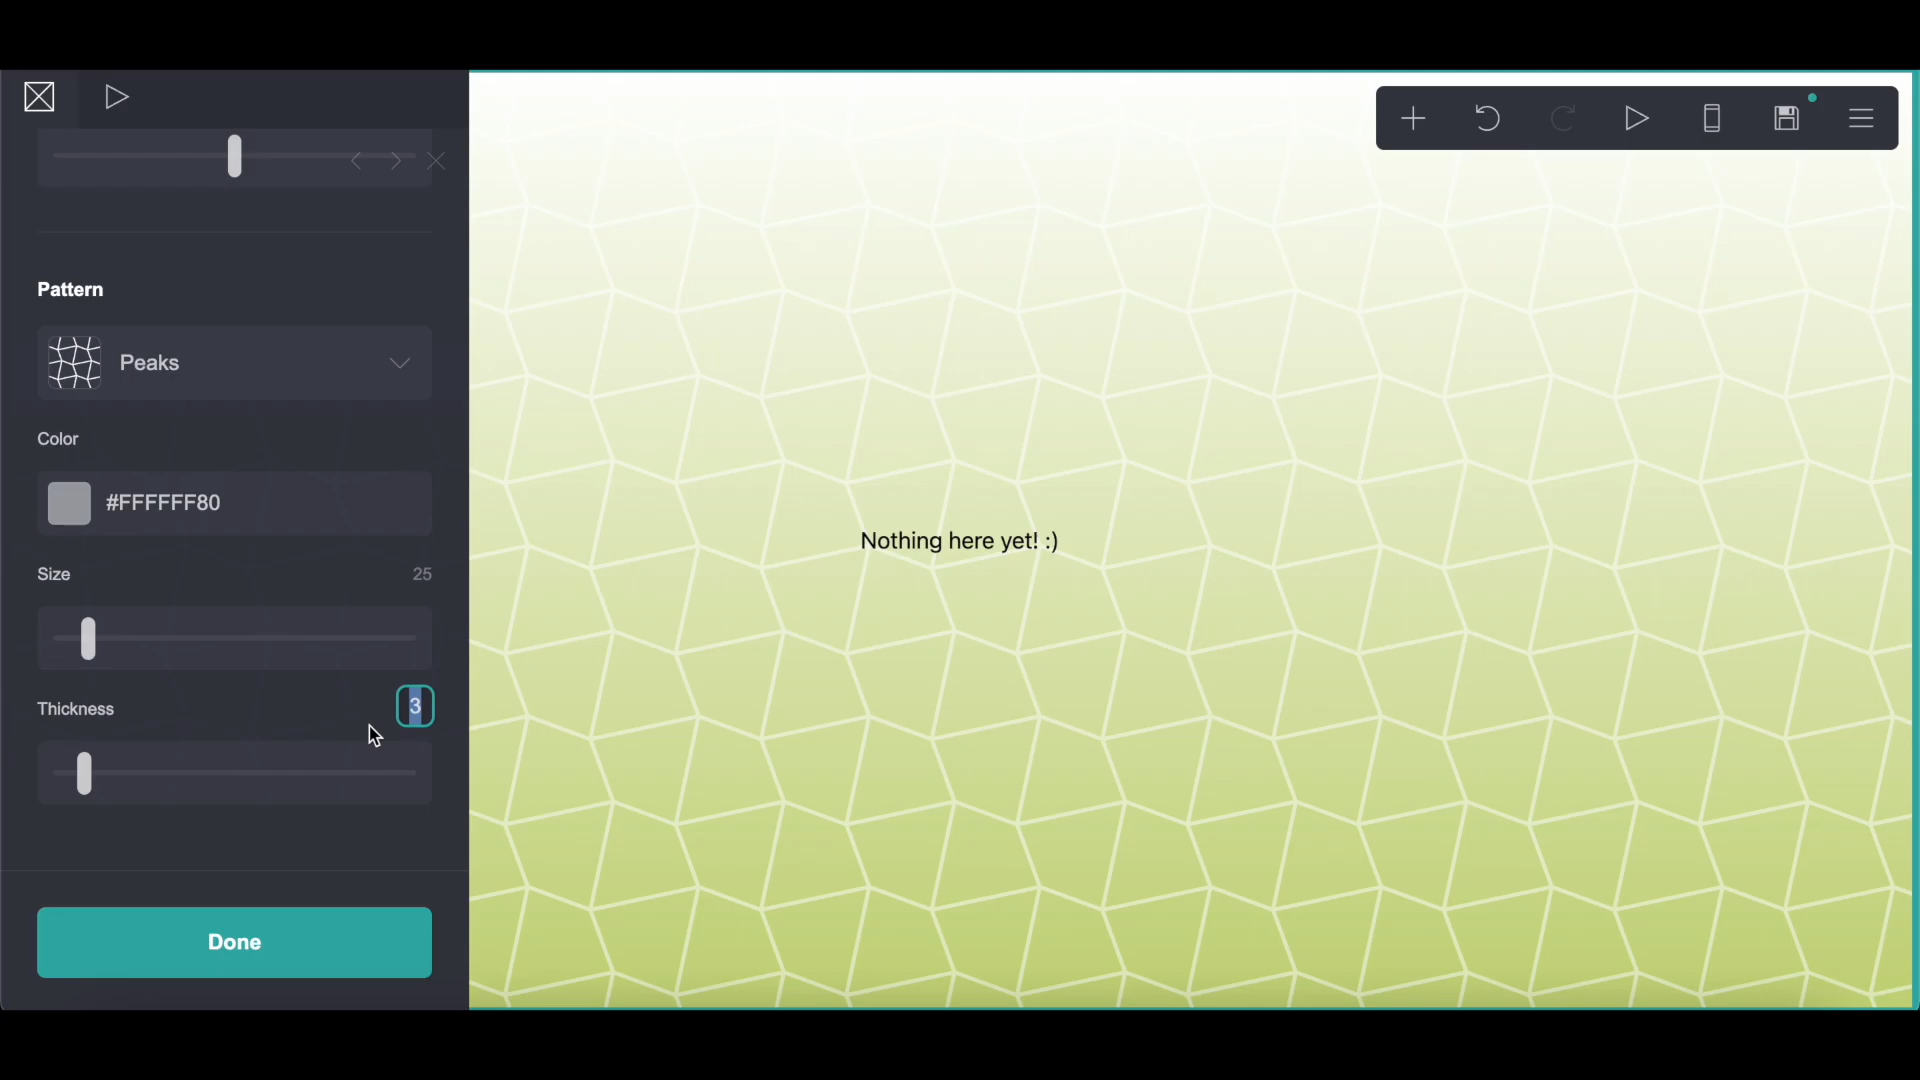 Pattern
Peaks
Color
#FFFFFF80
Size 25
Thickness 3
Done
Nothing here yet! :)